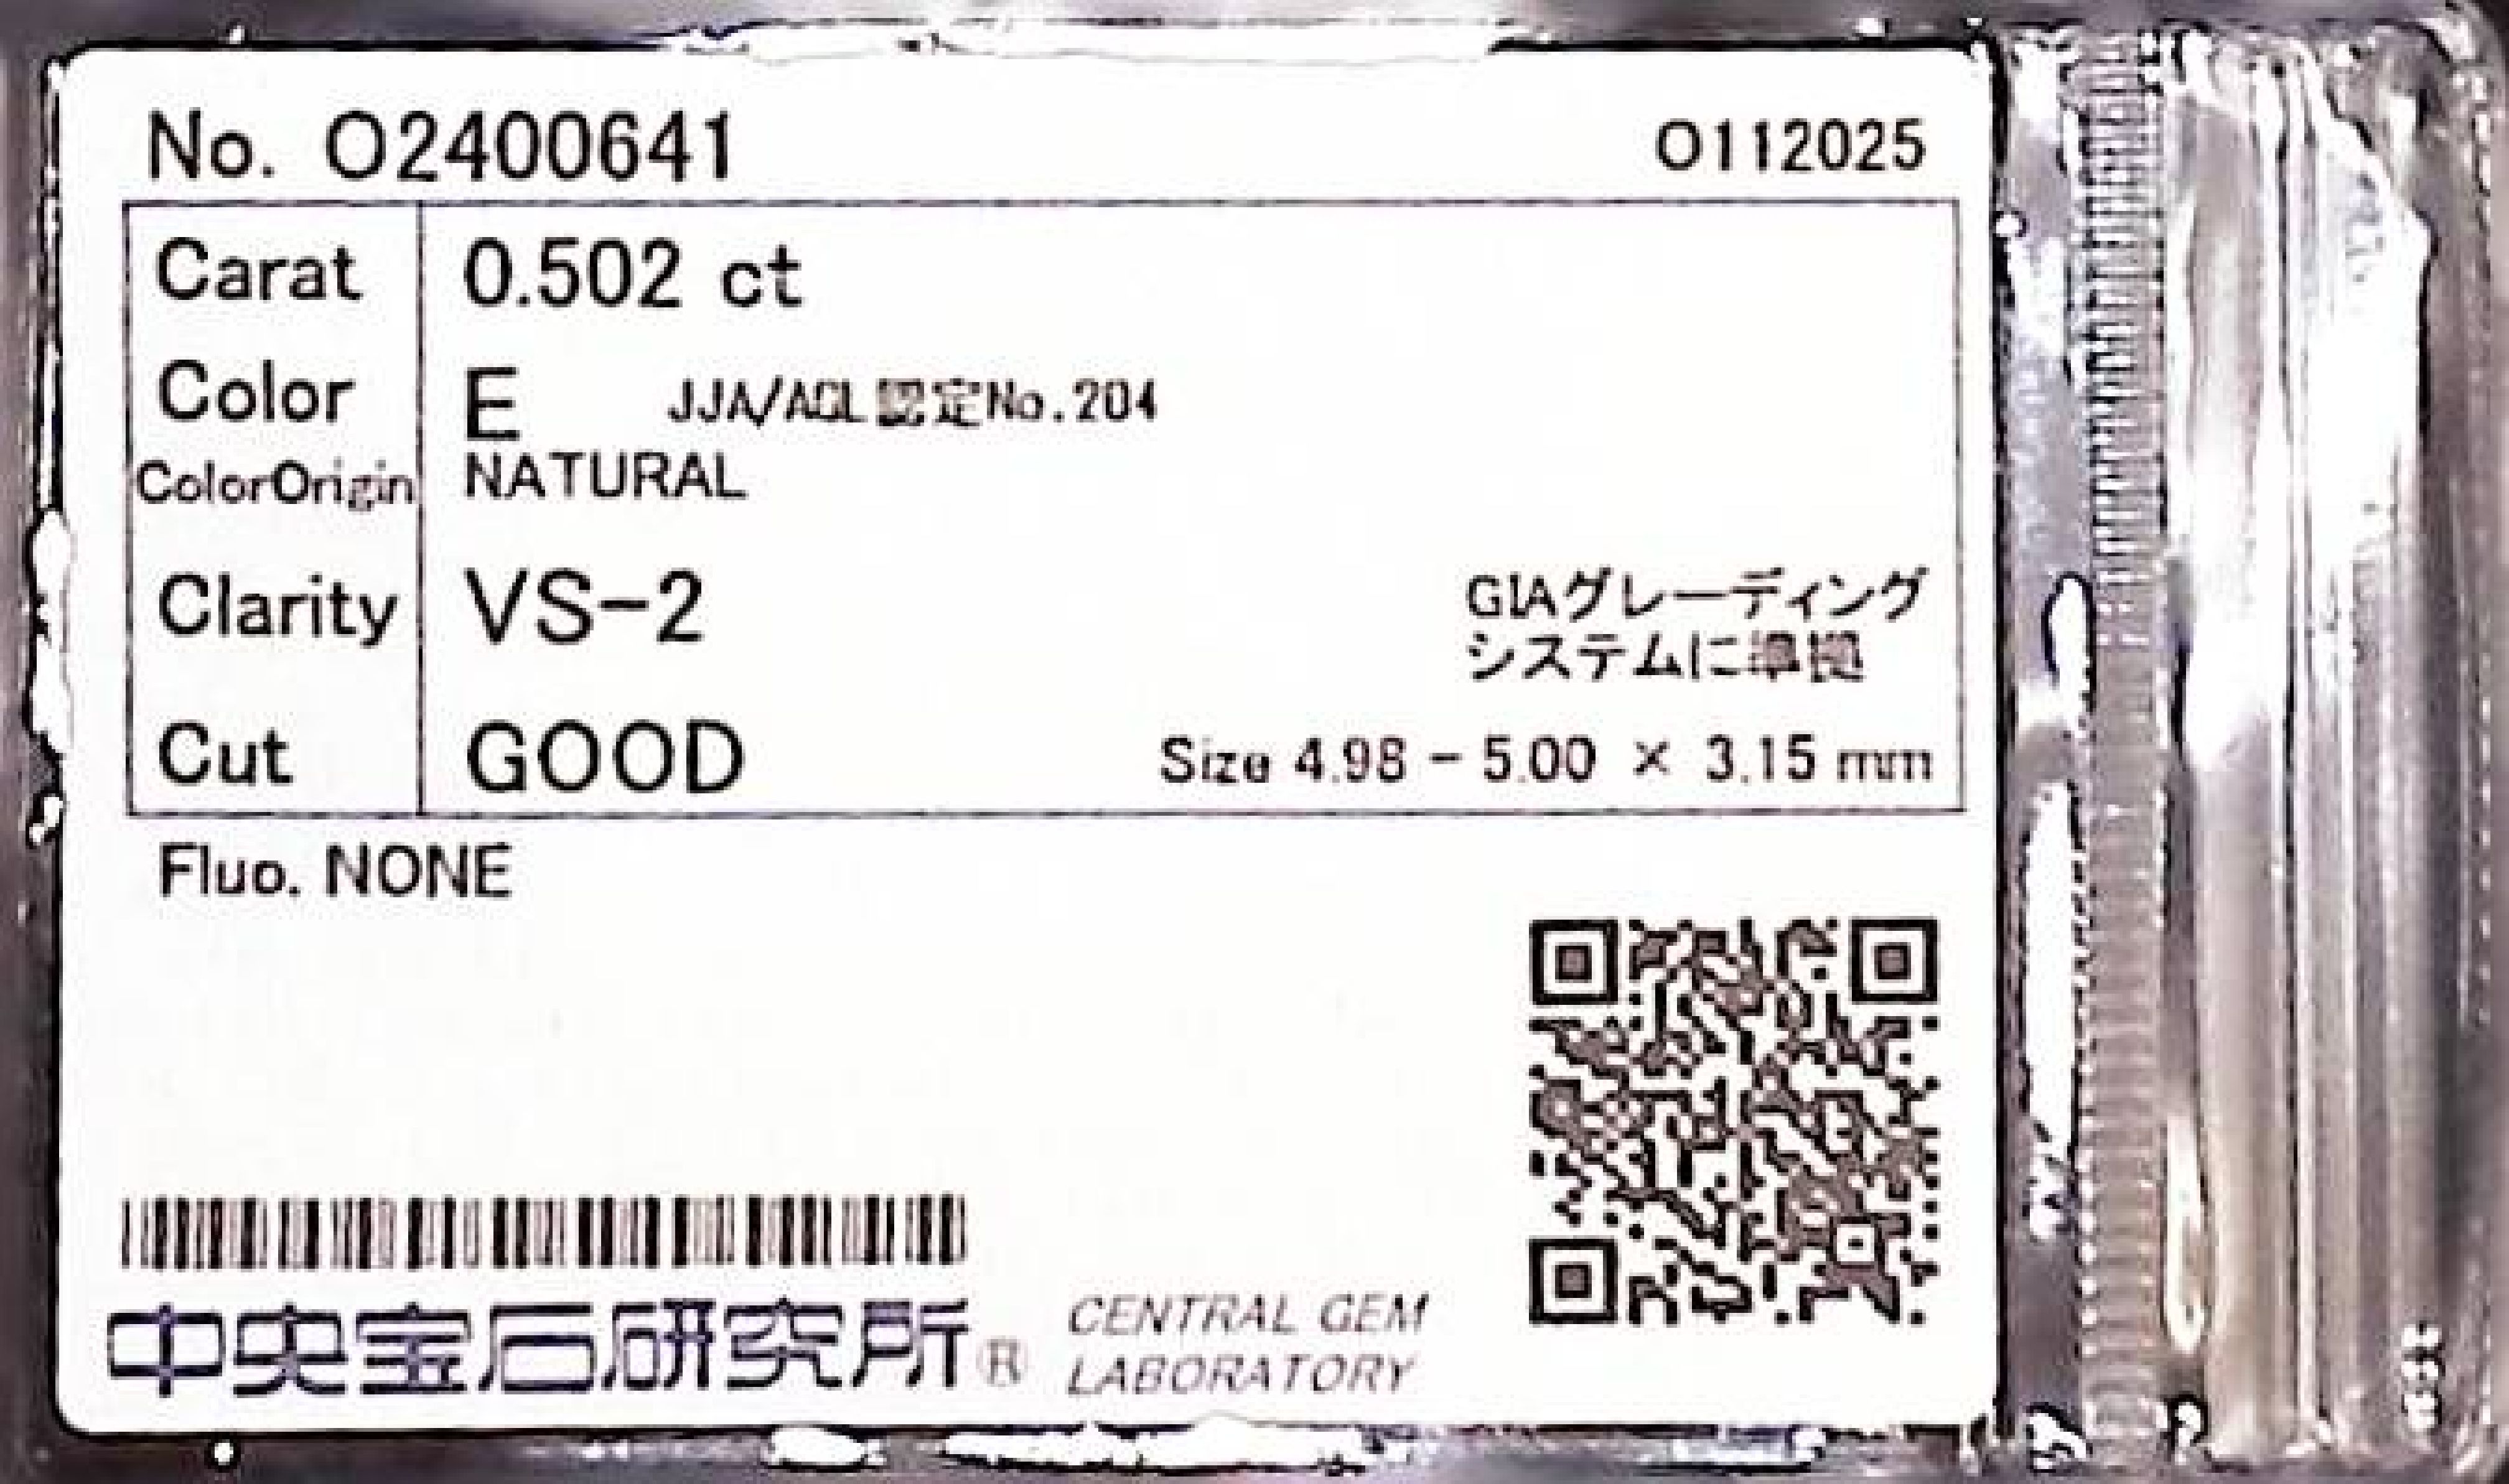 No. O2400641
O112025
Carat 0.502 ct
Color E JJA/AGL認定No.204
ColorOrigin NATURAL
Clarity VS-2
GIAグレーディング
システムに準拠
Cut GOOD
Size 4.98 - 5.00 × 3.15 mm
Fluo. NONE
中央宝石研究所®
CENTRAL GEM
LABORATORY